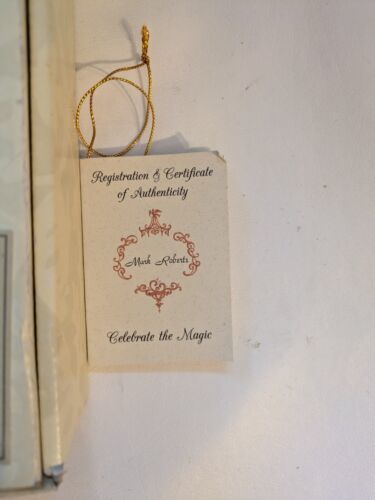 Registration & Certificate
of Authenticity
Mark Roberts
Celebrate the Magic